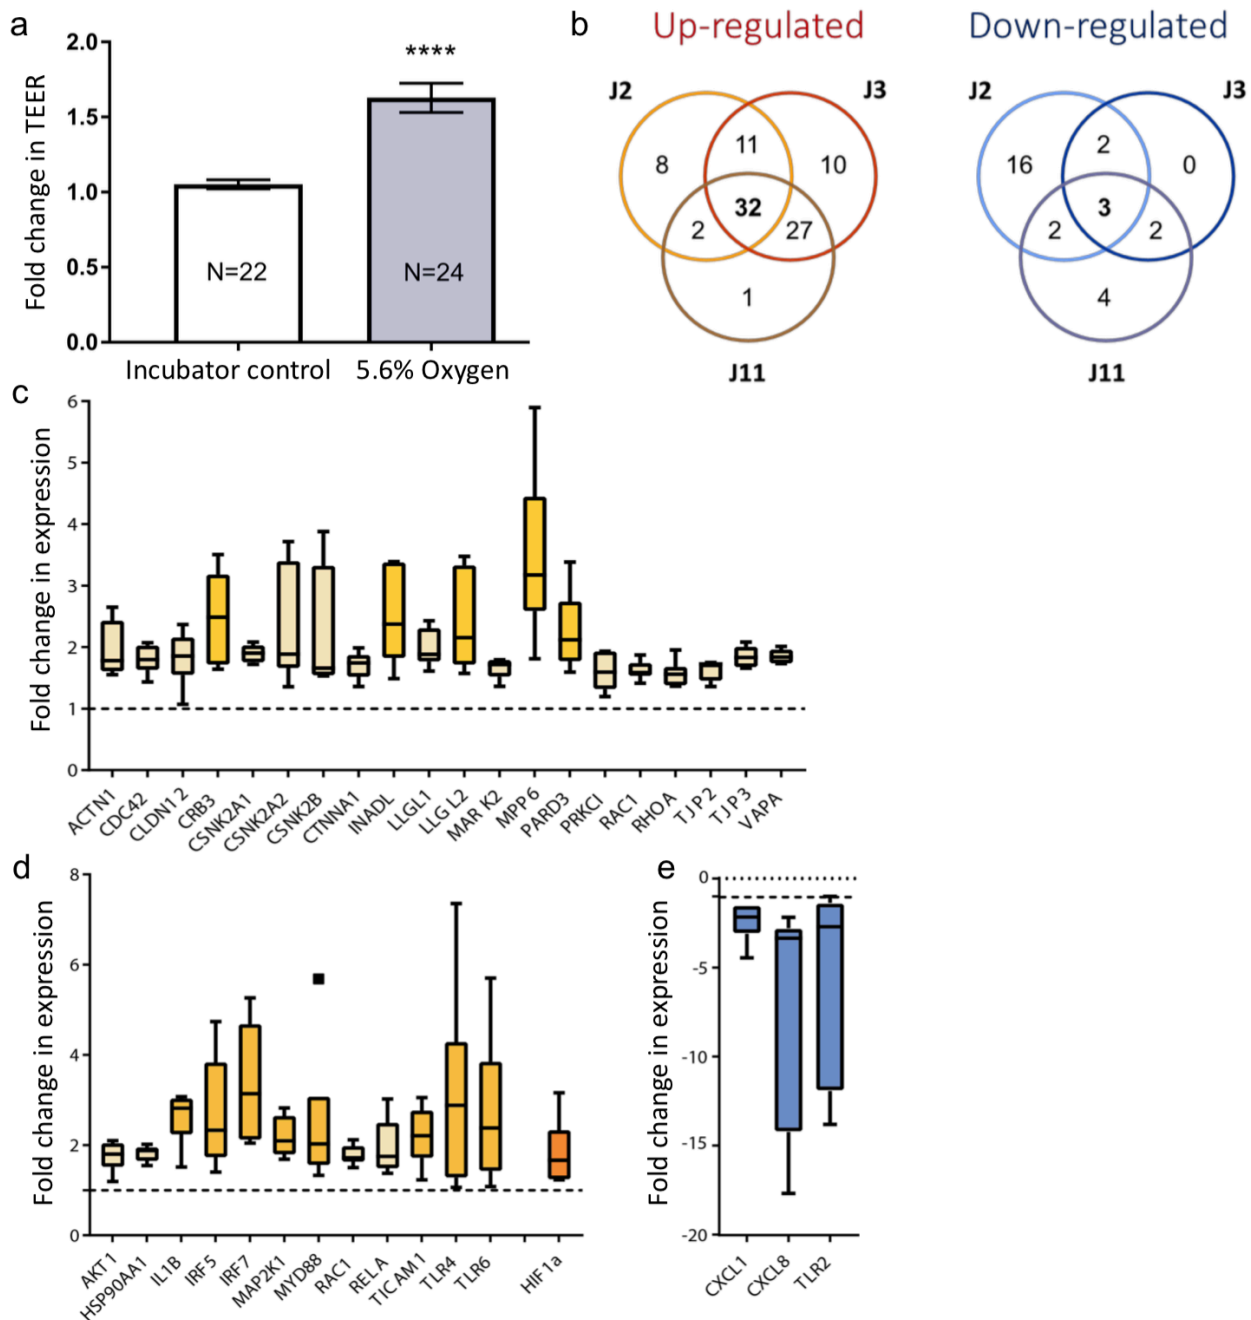 a
2.0
1.5
1.0
0.5
0.0
Fold change in TEER
****
N=22
N=24
Incubator control
5.6% Oxygen
b
Up-regulated
J2
J3
J11
8
11
10
32
2
27
1
Down-regulated
J2
J3
J11
16
2
0
3
2
2
4
c
Fold change in expression
6
5
4
3
2
1
0
ACTN1
CDC42
CLDN12
CRB3
CSNK2A1
CSNK2A2
CSNK2B
CTNNA1
INADL
LLGL1
LLGL2
MARK2
MPP6
PARD3
PRKCI
RAC1
RHOA
TJP2
TJP3
VAPA
d
Fold change in expression
8
6
4
2
0
AKT1
HSP90AA1
IL1B
IRF5
IRF7
MAP2K1
MYD88
RAC1
RELA
TICAM1
TLR4
TLR6
HIF1a
e
Fold change in expression
0
-5
-10
-15
-20
CXCL1
CXCL8
TLR2